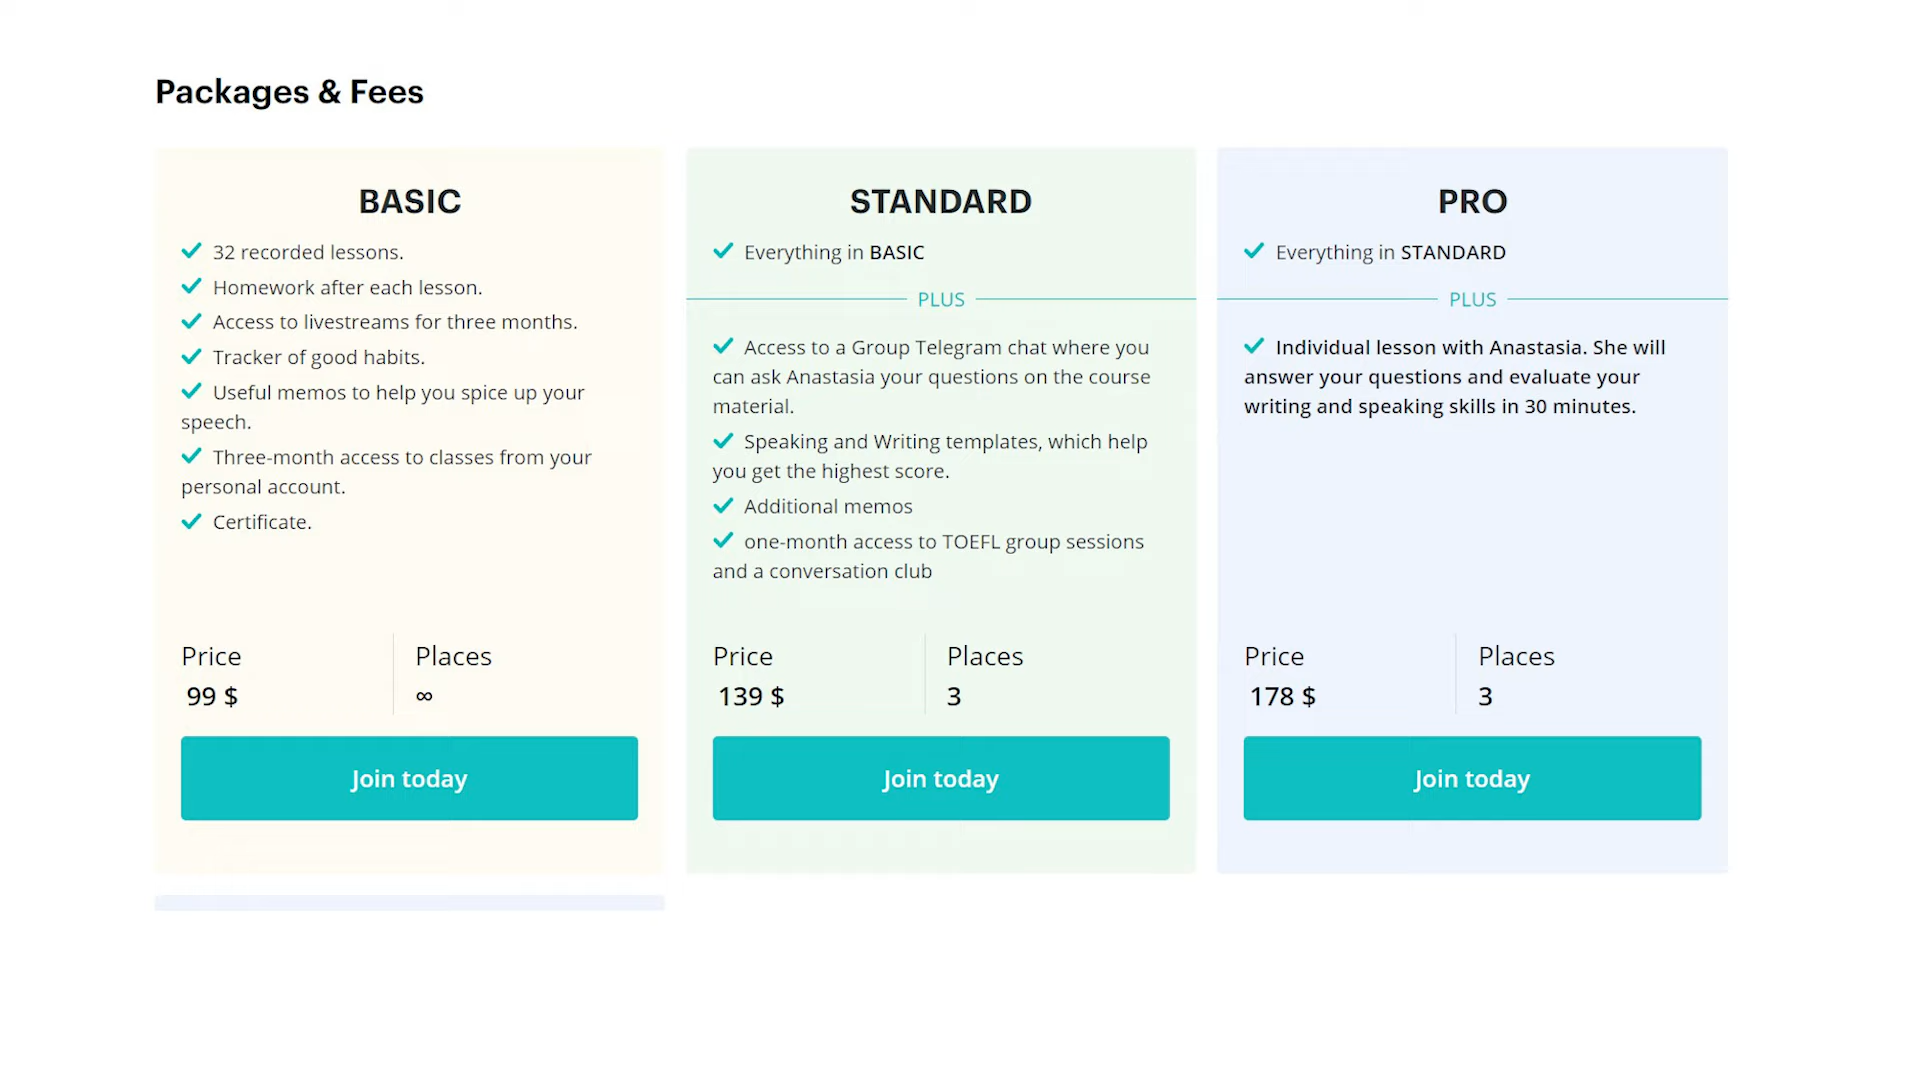 Packages & Fees
BASIC
32 recorded lessons.
Homework after each lesson.
Access to livestreams for three months.
Tracker of good habits.
Useful memos to help you spice up your
speech.
Three-month access to classes from your
personal account.
Certificate.
Price
99 $
Places
∞
Join today
STANDARD
Everything in BASIC
PLUS
Access to a Group Telegram chat where you
can ask Anastasia your questions on the course
material.
Speaking and Writing templates, which help
you get the highest score.
Additional memos
one-month access to TOEFL group sessions
and a conversation club
Price
139 $
Places
3
Join today
PRO
Everything in STANDARD
PLUS
Individual lesson with Anastasia. She will
answer your questions and evaluate your
writing and speaking skills in 30 minutes.
Price
178 $
Places
3
Join today